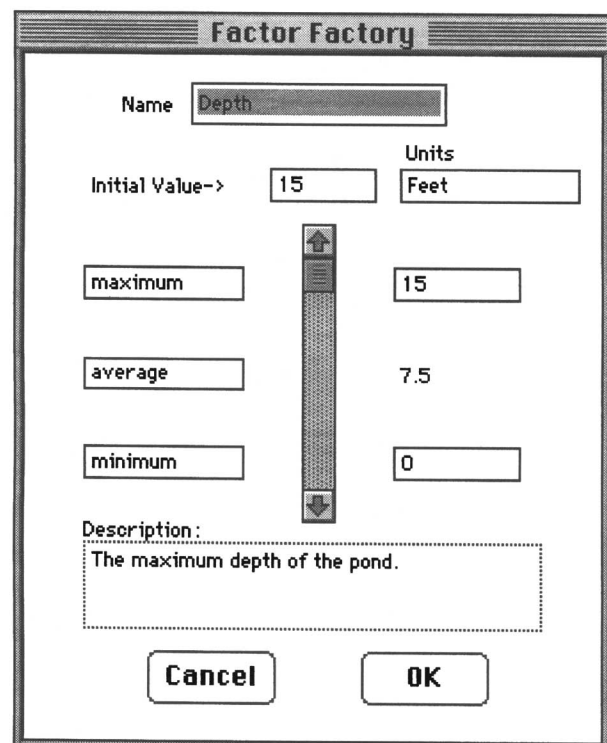 Factor Factory
Name Depth
Units
Initial Value-> 15 Feet
maximum 15
average 7.5
minimum 0
Description:
The maximum depth of the pond.
Cancel OK